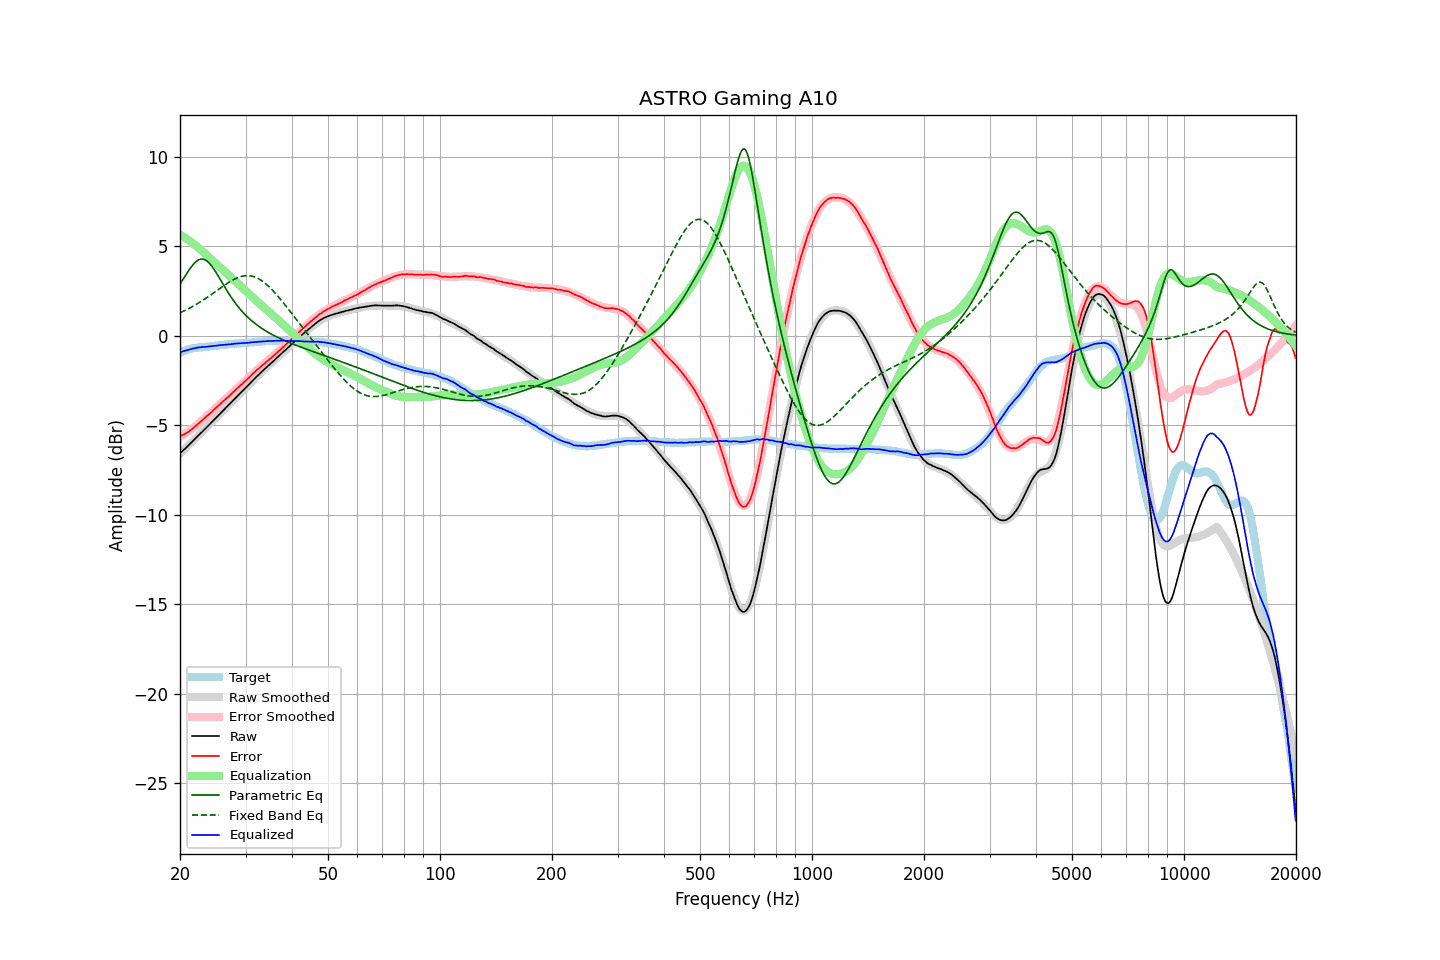 ASTRO Gaming A10
Amplitude (dBr)
10
5
0
−5
−10
−15
−20
−25
Target
Raw Smoothed
Error Smoothed
Raw
Error
Equalization
Parametric Eq
Fixed Band Eq
Equalized
20 50 100 200 500 1000 2000 5000 10000 20000
Frequency (Hz)